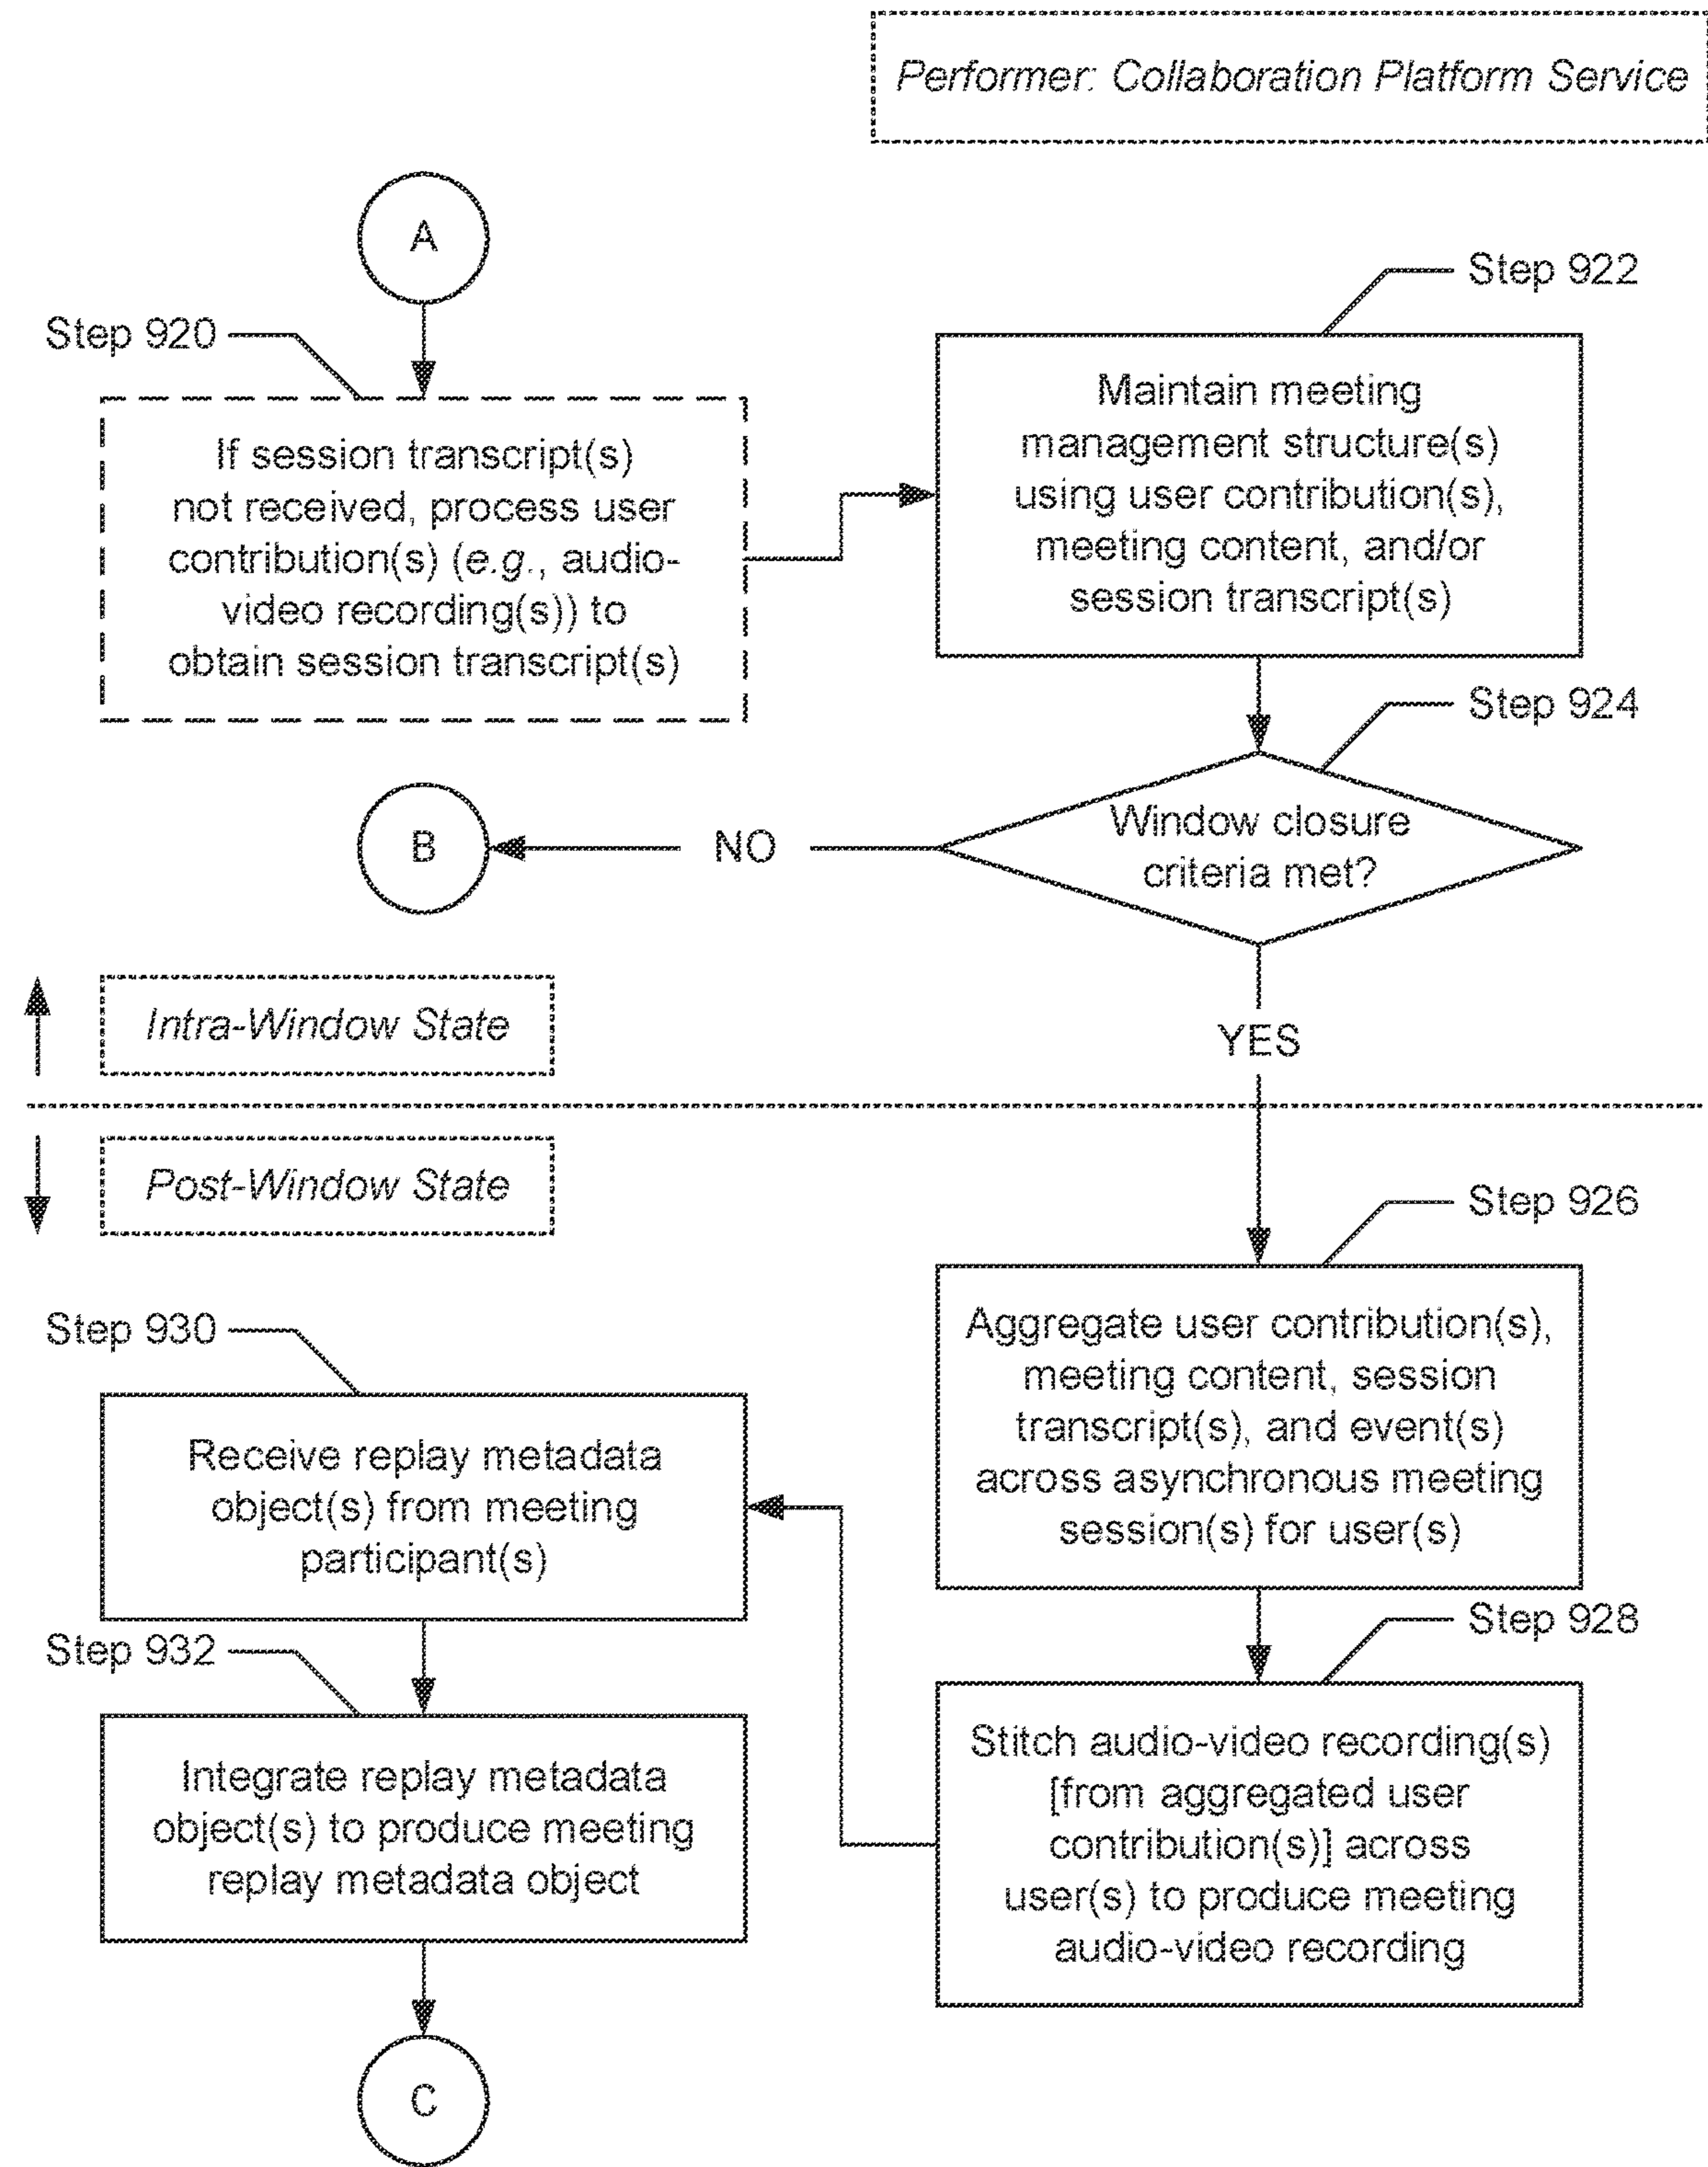 Performer: Collaboration Platform Service
A
Step 920
If session transcript(s)
not received, process user
contribution(s) (e.g., audio-
video recording(s)) to
obtain session transcript(s)
Step 922
Maintain meeting
management structure(s)
using user contribution(s),
meeting content, and/or
session transcript(s)
Step 924
Window closure
criteria met?
NO
B
YES
Intra-Window State
Post-Window State
Step 926
Aggregate user contribution(s),
meeting content, session
transcript(s), and event(s)
across asynchronous meeting
session(s) for user(s)
Step 928
Stitch audio-video recording(s)
[from aggregated user
contribution(s)] across
user(s) to produce meeting
audio-video recording
Step 930
Receive replay metadata
object(s) from meeting
participant(s)
Step 932
Integrate replay metadata
object(s) to produce meeting
replay metadata object
C